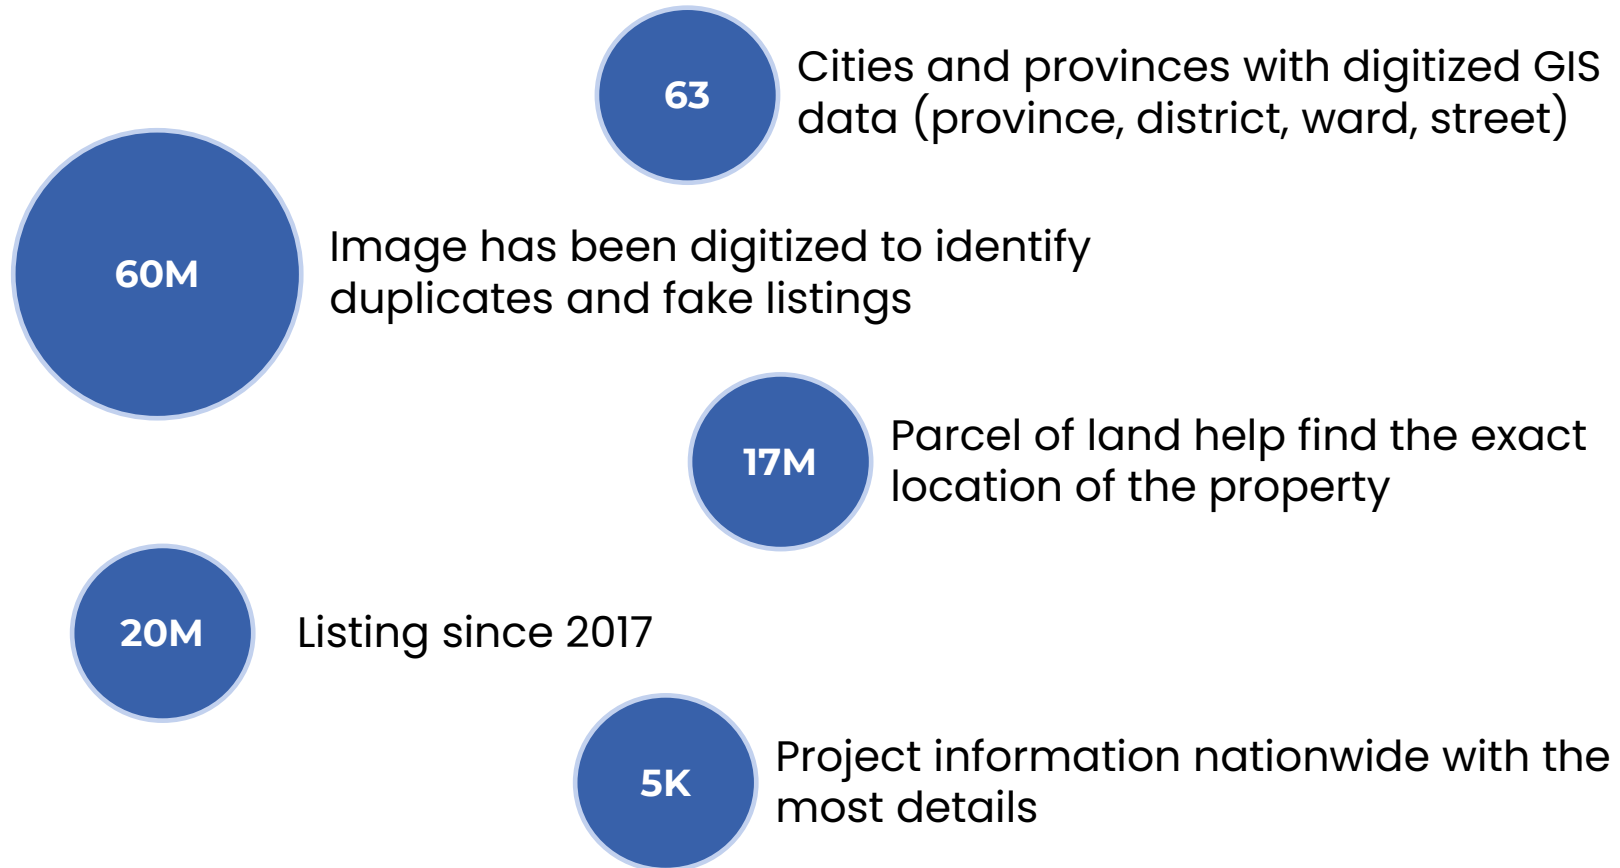 63
Cities and provinces with digitized GIS
data (province, district, ward, street)
60M
Image has been digitized to identify
duplicates and fake listings
17M
Parcel of land help find the exact
location of the property
20M
Listing since 2017
5K
Project information nationwide with the
most details